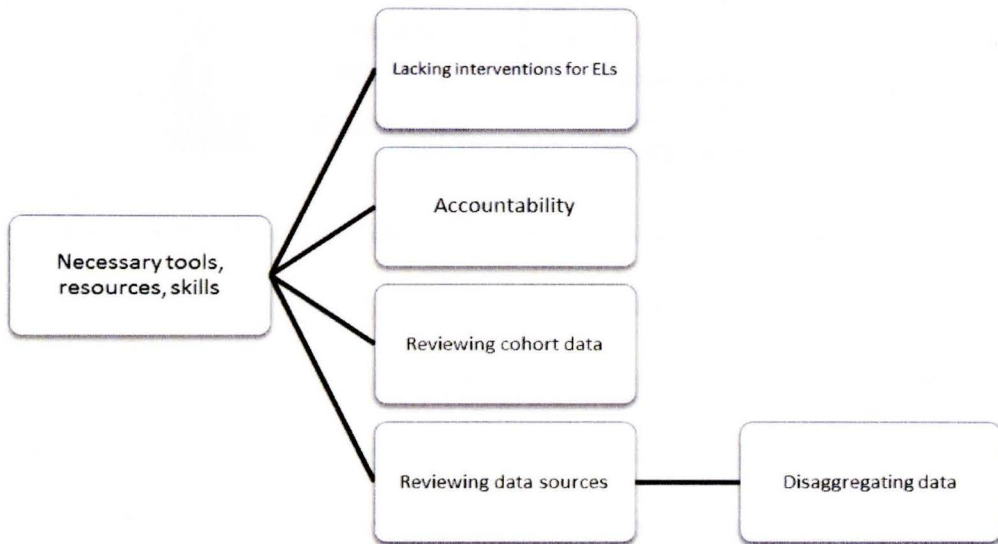 Lacking interventions for ELs
Accountability
Necessary tools,
resources, skills
Reviewing cohort data
Reviewing data sources
Disaggregating data